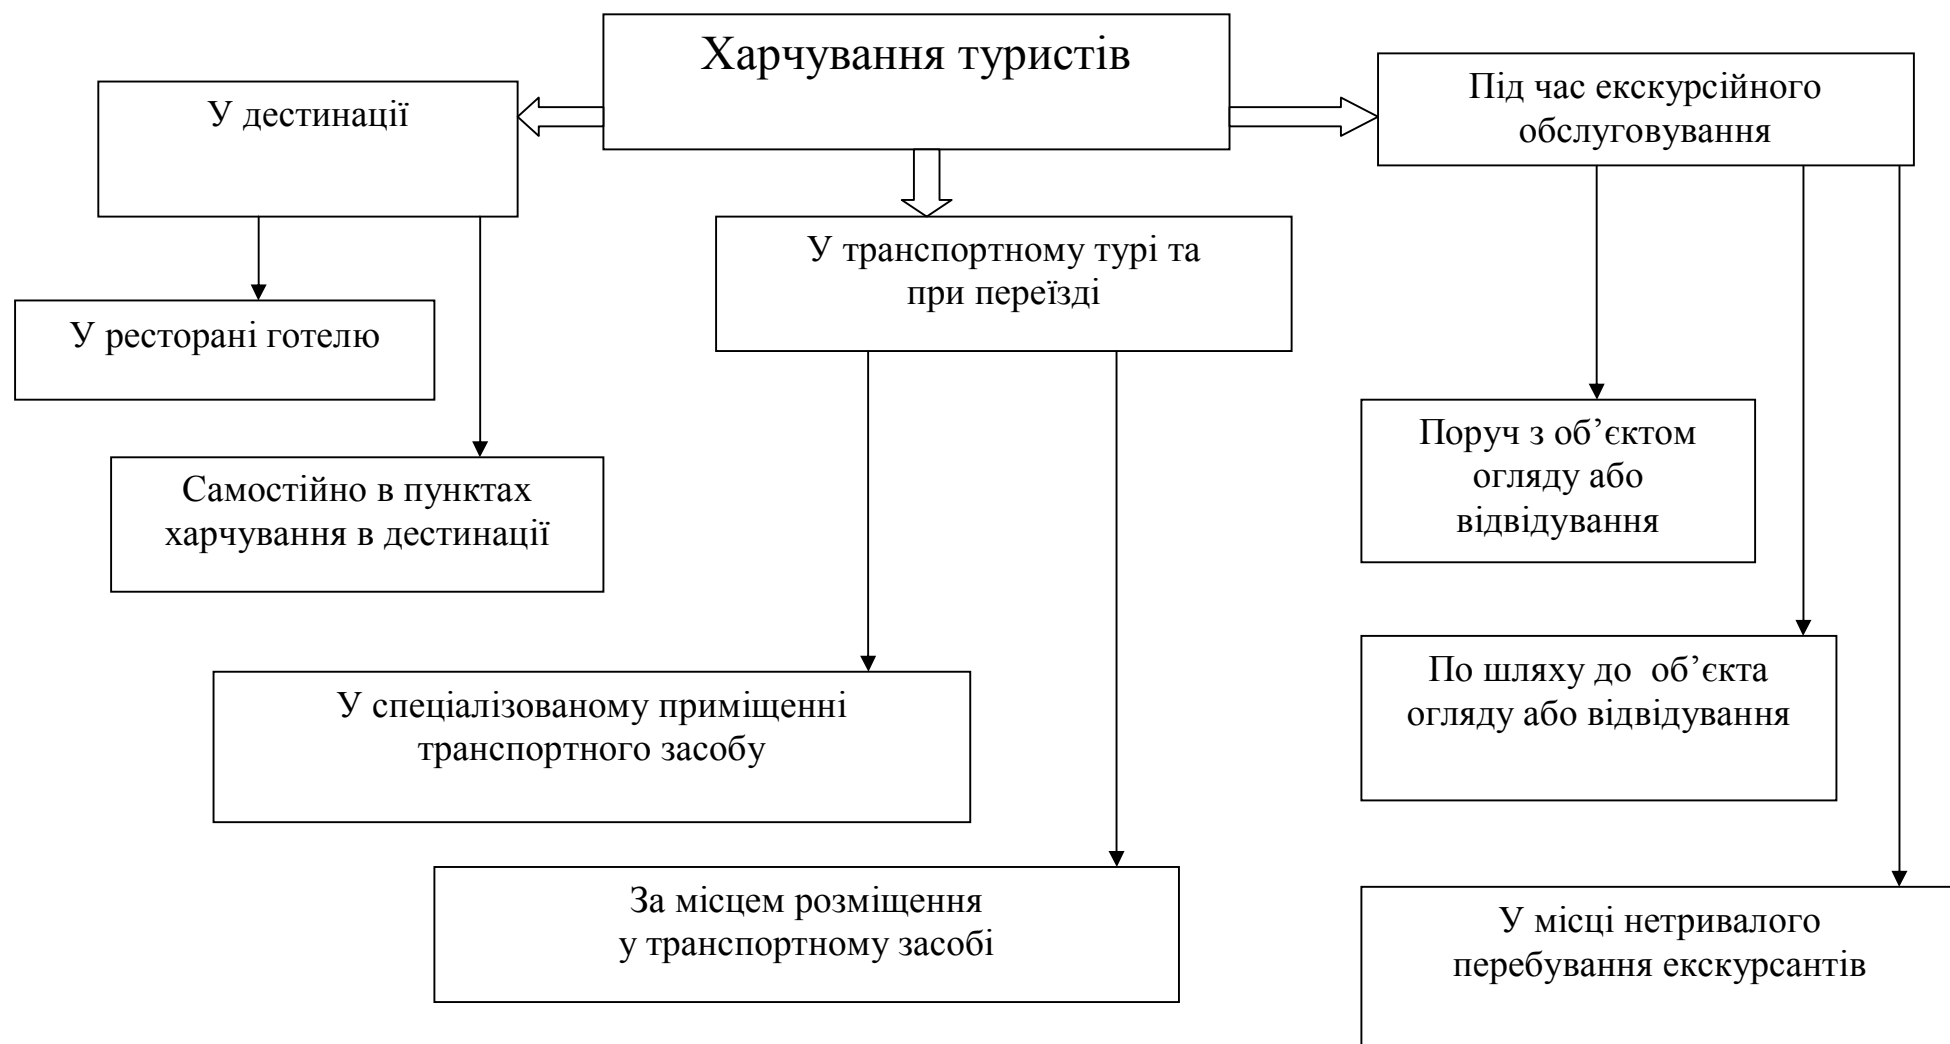 Харчування туристів
У дестинації
Під час екскурсійного
обслуговування
У транспортному турі та
при переїзді
У ресторані готелю
Самостійно в пунктах
харчування в дестинації
Поруч з об’єктом
огляду або
відвідування
У спеціалізованому приміщенні
транспортного засобу
По шляху до  об’єкта
огляду або відвідування
За місцем розміщення
у транспортному засобі
У місці нетривалого
перебування екскурсантів